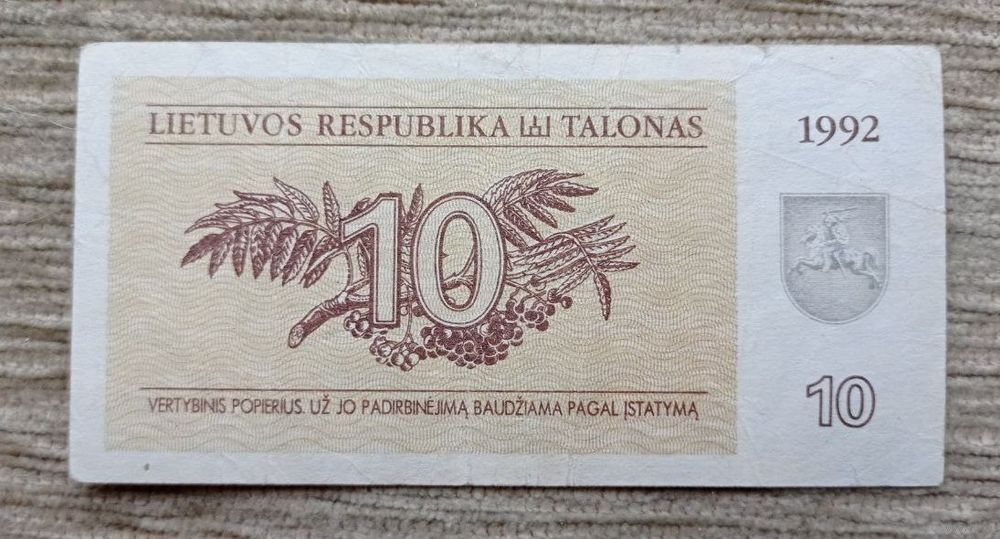 LIETUVOS RESPUBLIKA TALONAS
1992
10
VERTYBINIS POPIERIUS. UŽ JO PADIRBINĖJIMĄ BAUDŽIAMA PAGAL ĮSTATYMĄ
10